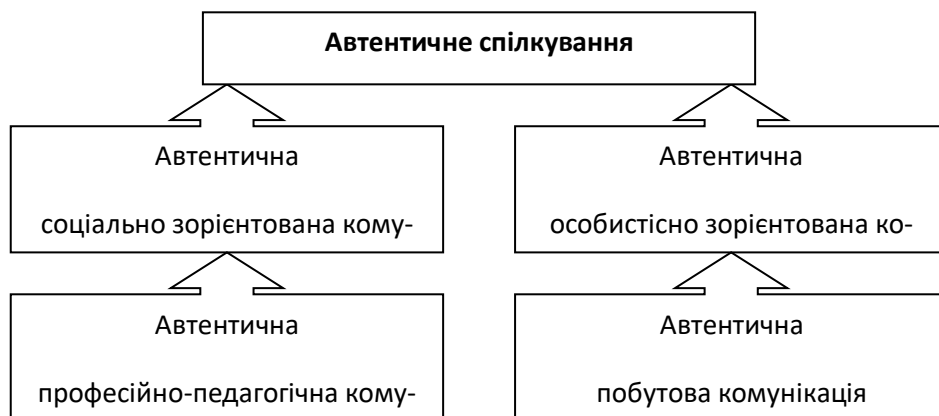 Автентичне спілкування
Автентична
соціально зорієнтована кому-
Автентична
особистісно зорієнтована ко-
Автентична
професійно-педагогічна кому-
Автентична
побутова комунікація